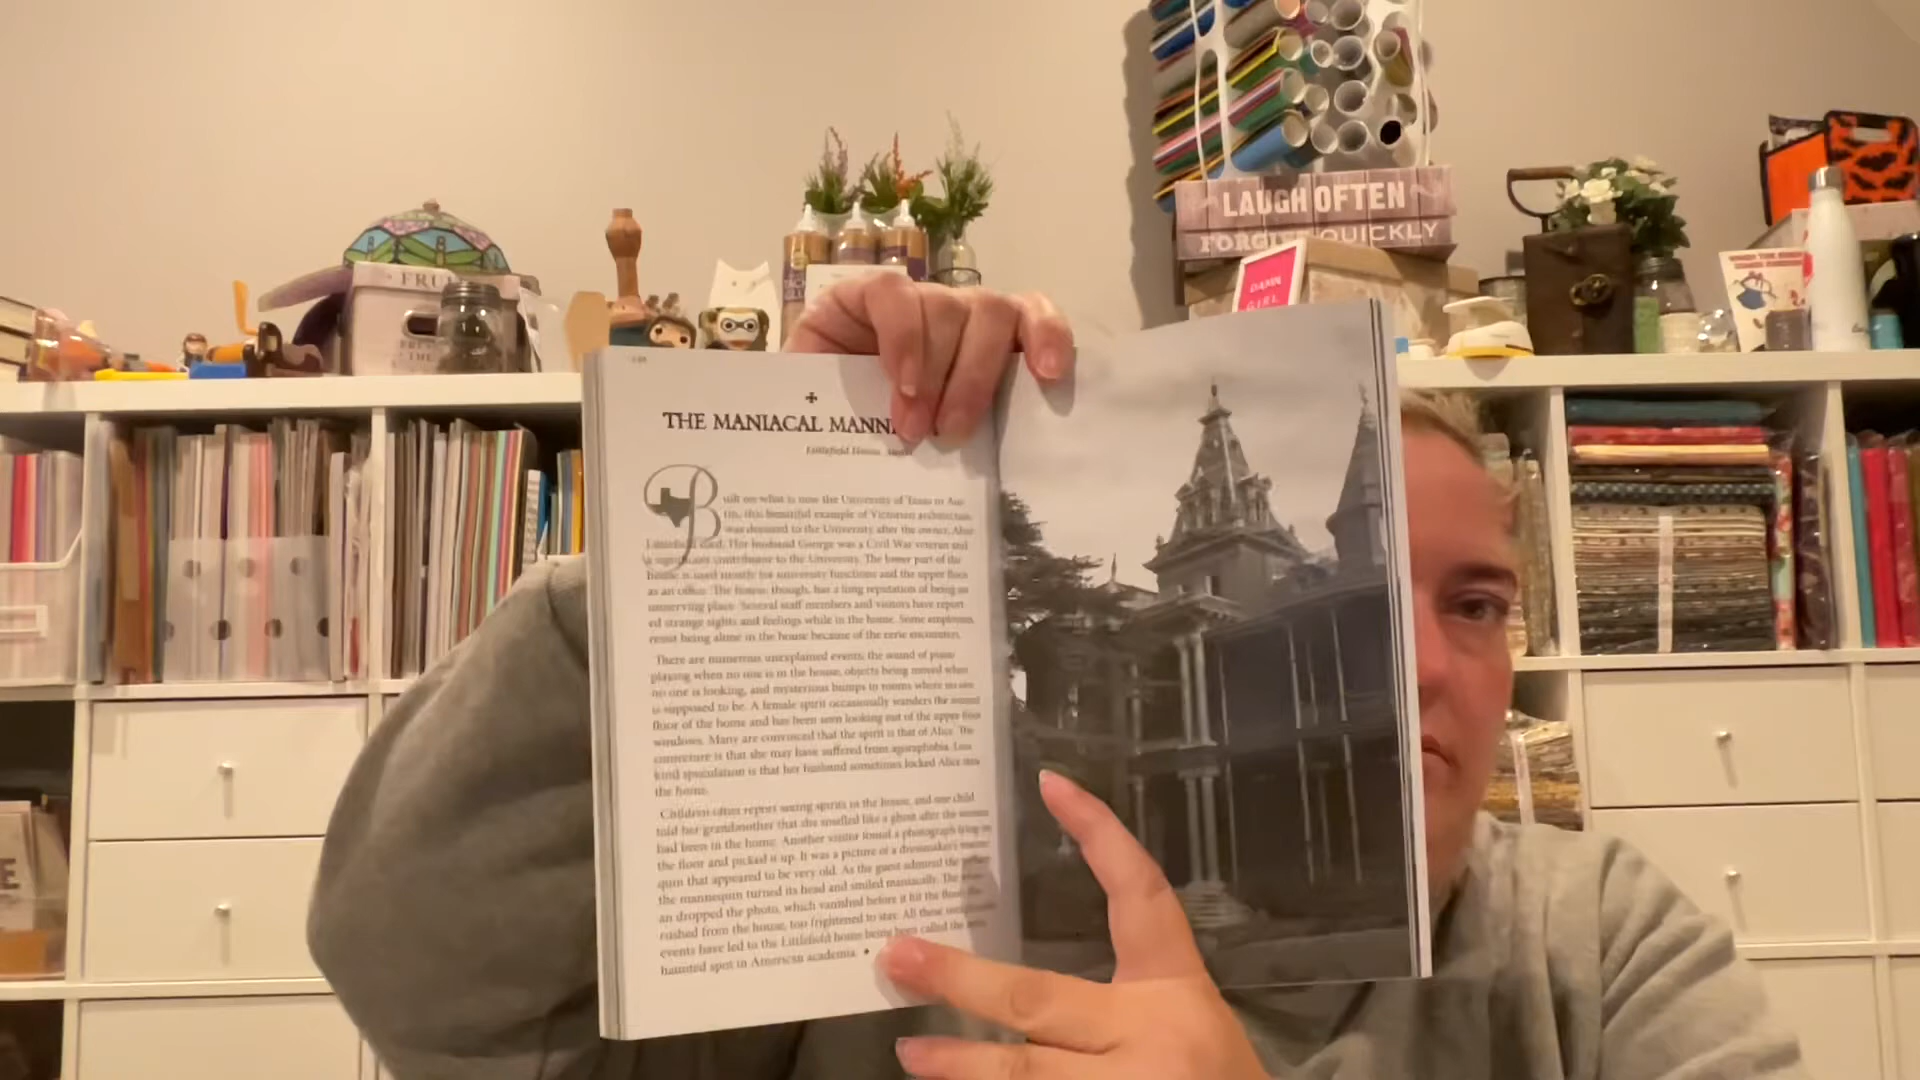 LAUGH OFTEN
FORGIVE QUICKLY
DAMN
GIRL
FRU
THE
THE MANIACAL MANNE
Littlefield House, Austin
Built on what is now the University of Texas in Aus
tin, this beautiful example of Victorian architecture
was donated to the University after the owner, Alice
Littlefield died. Her husband George was a Civil War veteran and
a significant contributor to the University. The lower part of the
house is used mostly for university functions and the upper floor
as an office. The house, though, has a long reputation of being an
unnerving place. Several staff members and visitors have report
ed strange sights and feelings while in the home. Some employees
resist being alone in the house because of the eerie encounters.
There are numerous unexplained events: the sound of piano
playing when no one is in the house, objects being moved when
no one is looking, and mysterious bumps in rooms where no one
is supposed to be. A female spirit occasionally wanders the second
floor of the home and has been seen looking out of the upper floor
windows. Many are convinced that the spirit is that of Alice. The
conjecture is that she may have suffered from agoraphobia. Less
kind speculation is that her husband sometimes locked Alice into
the home.
Children often report seeing spirits in the house, and one child
told her grandmother that she smelled like a ghost after the woman
had been in the home. Another visitor found a photograph lying on
the floor and picked it up. It was a picture of a dressmaker's manne
quin that appeared to be very old. As the guest admired the
the mannequin turned its head and smiled maniacally. The
an dropped the photo, which vanished before it hit the floor.
rushed from the house, too frightened to stay. All these
events have led to the Littlefield home being been called the most
haunted spot in American academia.